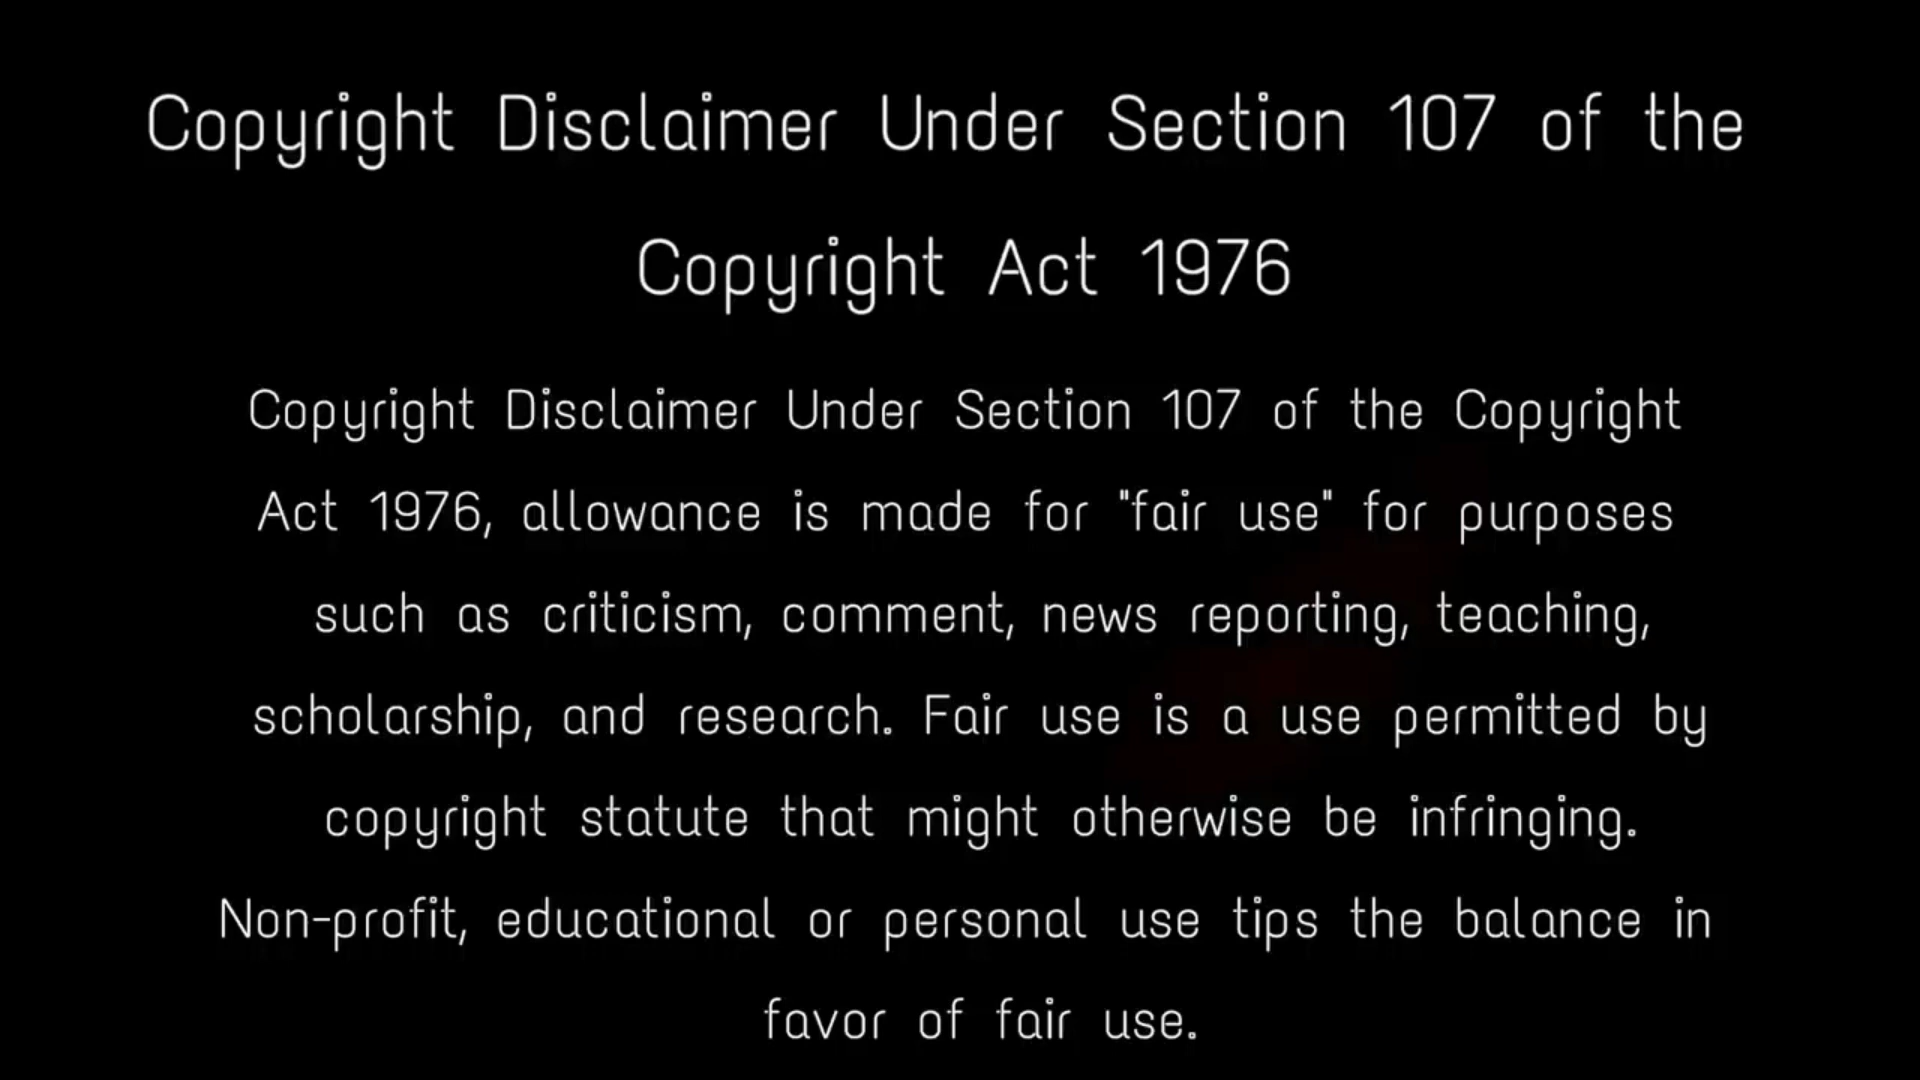 Copyright Disclaimer Under Section 107 of the
Copyright Act 1976
Copyright Disclaimer Under Section 107 of the Copyright
Act 1976, allowance is made for "fair use" for purposes
such as criticism, comment, news reporting, teaching,
scholarship, and research. Fair use is a use permitted by
copyright statute that might otherwise be infringing.
Non-profit, educational or personal use tips the balance in
favor of fair use.